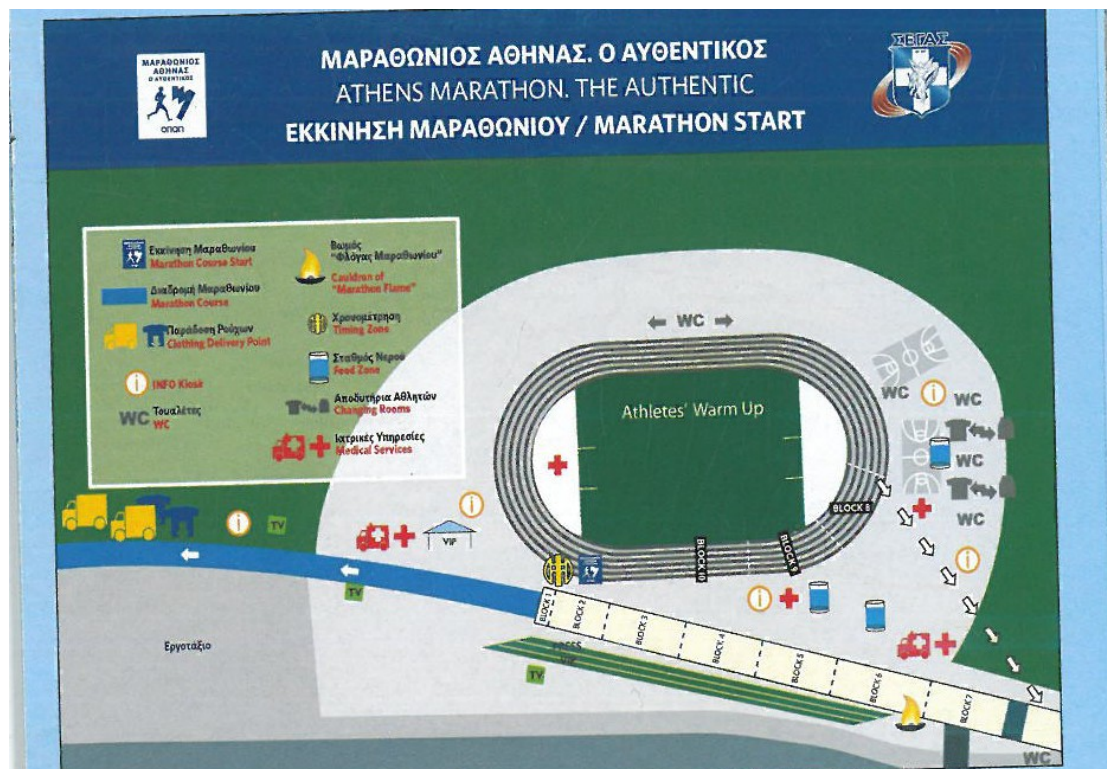 ΜΑΡΑΘΩΝΙΟΣ
ΑΘΗΝΑΣ
Ο ΑΥΘΕΝΤΙΚΟΣ
οπαπ
ΜΑΡΑΘΩΝΙΟΣ ΑΘΗΝΑΣ. Ο ΑΥΘΕΝΤΙΚΟΣ
ATHENS MARATHON. THE AUTHENTIC
ΕΚΚΙΝΗΣΗ ΜΑΡΑΘΩΝΙΟΥ / MARATHON START
ΣΕΓΑΣ
Εκκίνηση Μαραθωνίου
Marathon Course Start
Διαδρομή Μαραθωνίου
Marathon Course
Παράδοση Ρούχων
Clothing Delivery Point
i INFO Kiosk
WC Τουαλέτες
WC
Βωμός
"Φλόγας Μαραθωνίου"
Cauldron of
"Marathon Flame"
Χρονομέτρηση
Timing Zone
Σταθμός Νερού
Feed Zone
Αποδυτήρια Αθλητών
Changing Rooms
Ιατρικές Υπηρεσίες
Medical Services
WC
Athletes' Warm Up
WC
i
WC
WC
WC
WC
BLOCK 8
BLOCK 9
BLOCK 10
i
i
TV
i
VIP
TV
i
BLOCK 1
BLOCK 2
BLOCK 3
BLOCK 4
BLOCK 5
BLOCK 6
BLOCK 7
PRESS
VIP
TV
Εργοτάξιο
WC